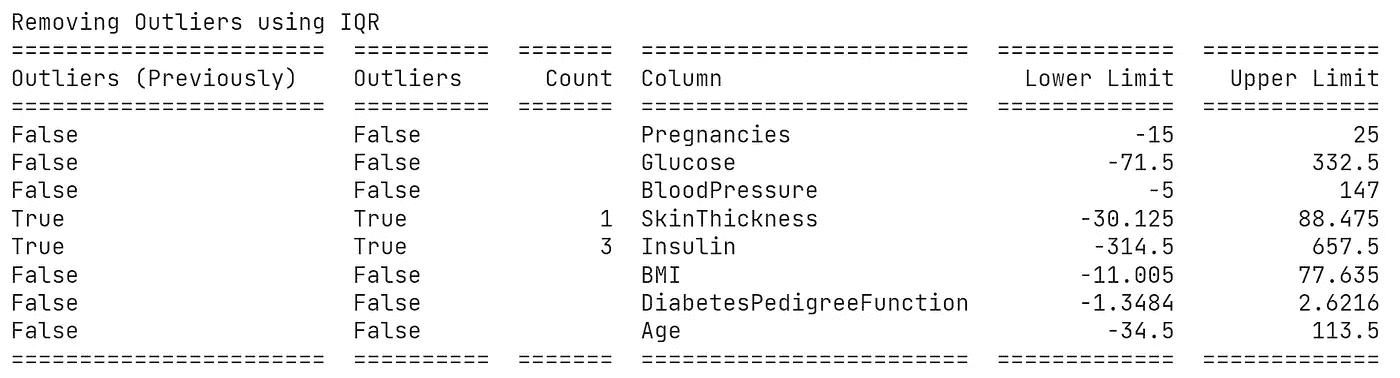 Removing Outliers using IQR
=======================  ==========  =======  ========================  =============  =============
Outliers (Previously)    Outliers      Count  Column                      Lower Limit    Upper Limit
=======================  ==========  =======  ========================  =============  =============
False                    False                Pregnancies                     -15             25
False                    False                Glucose                       -71.5          332.5
False                    False                BloodPressure                    -5            147
True                     True              1  SkinThickness               -30.125         88.475
True                     True              3  Insulin                      -314.5          657.5
False                    False                BMI                         -11.005         77.635
False                    False                DiabetesPedigreeFunction    -1.3484         2.6216
False                    False                Age                           -34.5          113.5
=======================  ==========  =======  ========================  =============  =============